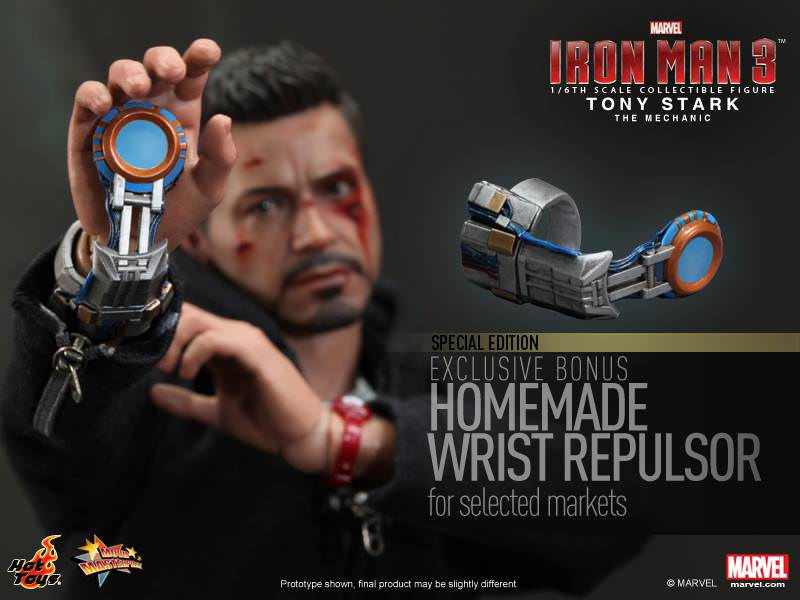 MARVEL
IRON MAN 3™
1/6TH SCALE COLLECTIBLE FIGURE
TONY STARK
THE MECHANIC
SPECIAL EDITION
EXCLUSIVE BONUS
HOMEMADE
WRIST REPULSOR
for selected markets
Hot Toys
MOVIE MASTERPIECE
Prototype shown, final product may be slightly different.
© MARVEL
MARVEL
marvel.com